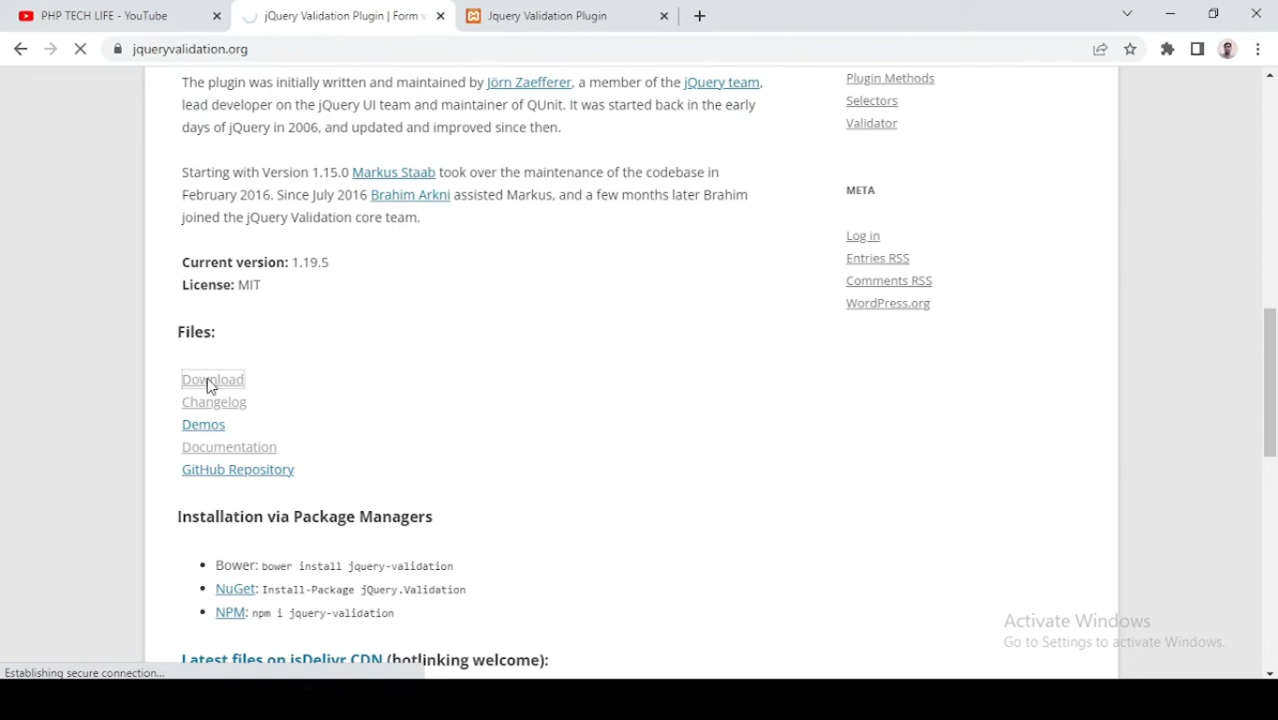 PHP TECH LIFE - YouTube
jQuery Validation Plugin | Form v
Jquery Validation Plugin
jqueryvalidation.org
The plugin was initially written and maintained by Jörn Zaefferer, a member of the jQuery team,
lead developer on the jQuery UI team and maintainer of QUnit. It was started back in the early
days of jQuery in 2006, and updated and improved since then.
Starting with Version 1.15.0 Markus Staab took over the maintenance of the codebase in
February 2016. Since July 2016 Brahim Arkni assisted Markus, and a few months later Brahim
joined the jQuery Validation core team.
Current version: 1.19.5
License: MIT
Files:
Download
Changelog
Demos
Documentation
GitHub Repository
Installation via Package Managers
Bower: bower install jquery-validation
NuGet: Install-Package jQuery.Validation
NPM: npm i jquery-validation
Latest files on jsDelivr CDN (hotlinking welcome):
Plugin Methods
Selectors
Validator
META
Log in
Entries RSS
Comments RSS
WordPress.org
Activate Windows
Go to Settings to activate Windows.
Establishing secure connection...